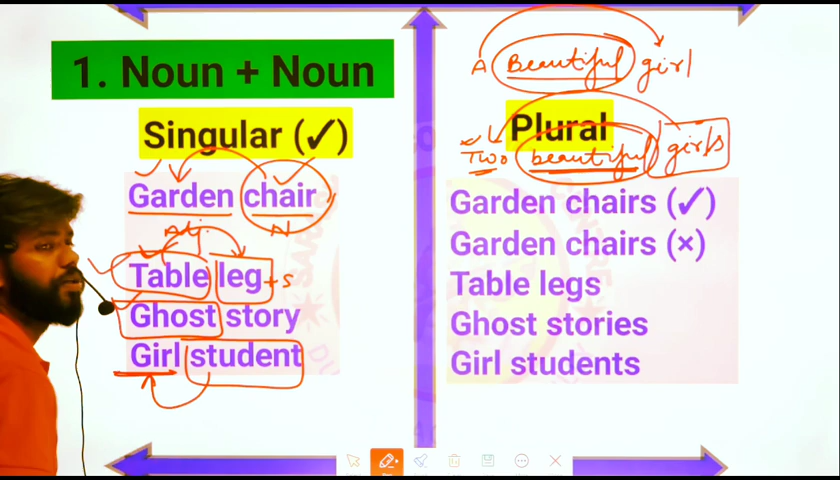 A Beautiful girl
1. Noun + Noun
Singular (✓)
Plural
Two beautiful girls
Garden chair
Adj. N
Table leg +s
Ghost story
Girl student
Garden chairs (✓)
Garden chairs (×)
Table legs
Ghost stories
Girl students